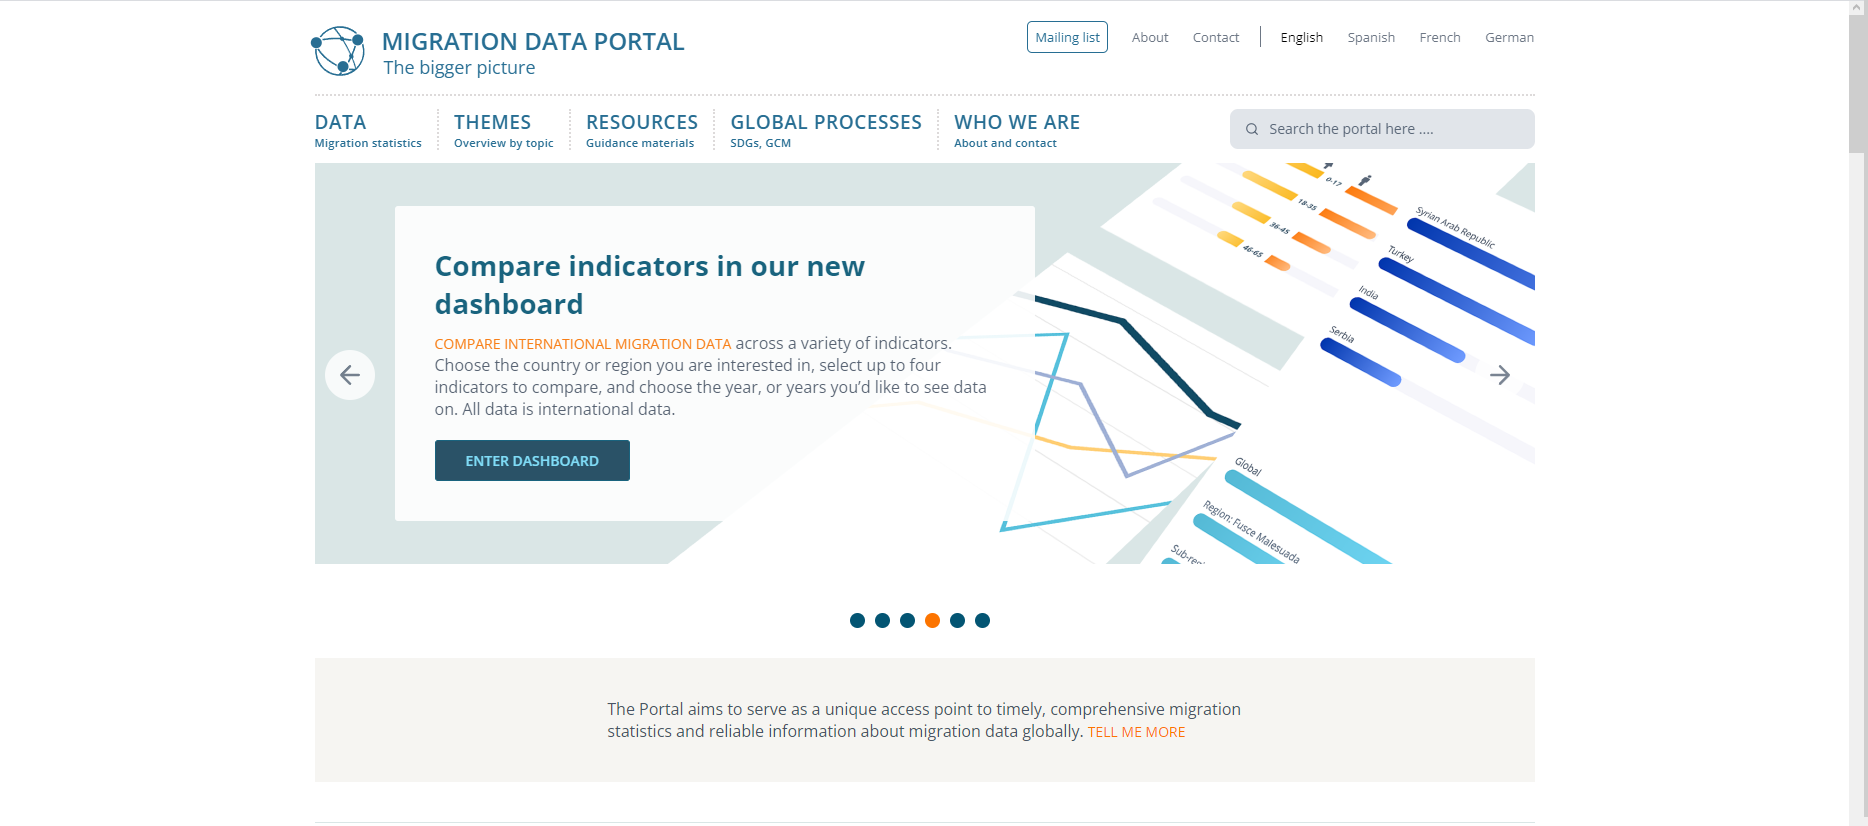 MIGRATION DATA PORTAL
The bigger picture
Mailing list
About
Contact
English
Spanish
French
German
DATA
Migration statistics
THEMES
Overview by topic
RESOURCES
Guidance materials
GLOBAL PROCESSES
SDGs, GCM
WHO WE ARE
About and contact
Search the portal here ....
Compare indicators in our new
dashboard
COMPARE INTERNATIONAL MIGRATION DATA across a variety of indicators.
Choose the country or region you are interested in, select up to four
indicators to compare, and choose the year, or years you’d like to see data
on. All data is international data.
ENTER DASHBOARD
0-17
18-35
36-45
46-65
Syrian Arab Republic
Turkey
India
Serbia
Global
Region: Fusce Malesuada
The Portal aims to serve as a unique access point to timely, comprehensive migration
statistics and reliable information about migration data globally. TELL ME MORE